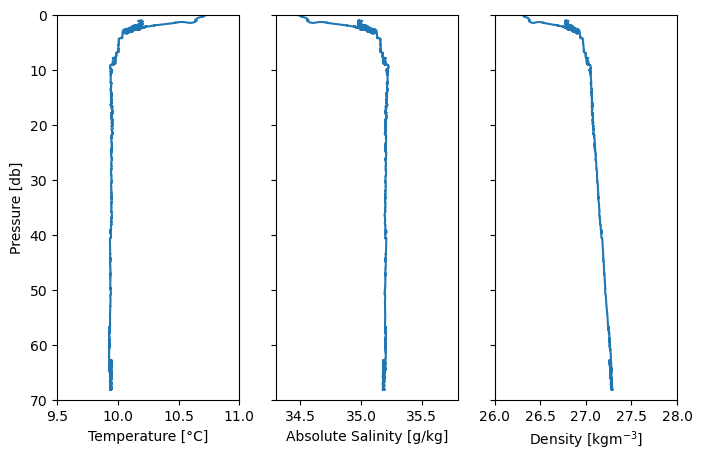 0
10
20
30
40
50
60
70
Pressure [db]
9.5 10.0 10.5 11.0
Temperature [°C]
34.5 35.0 35.5
Absolute Salinity [g/kg]
26.0 26.5 27.0 27.5 28.0
Density [kgm⁻³]